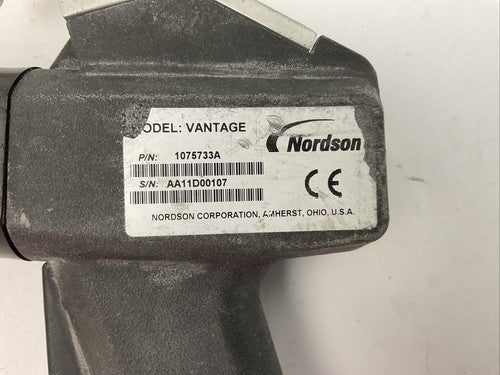 ODEL: VANTAGE
Nordson
P/N: 1075733A
S/N: AA11D00107
CE
NORDSON CORPORATION, AMHERST, OHIO, U.S.A.